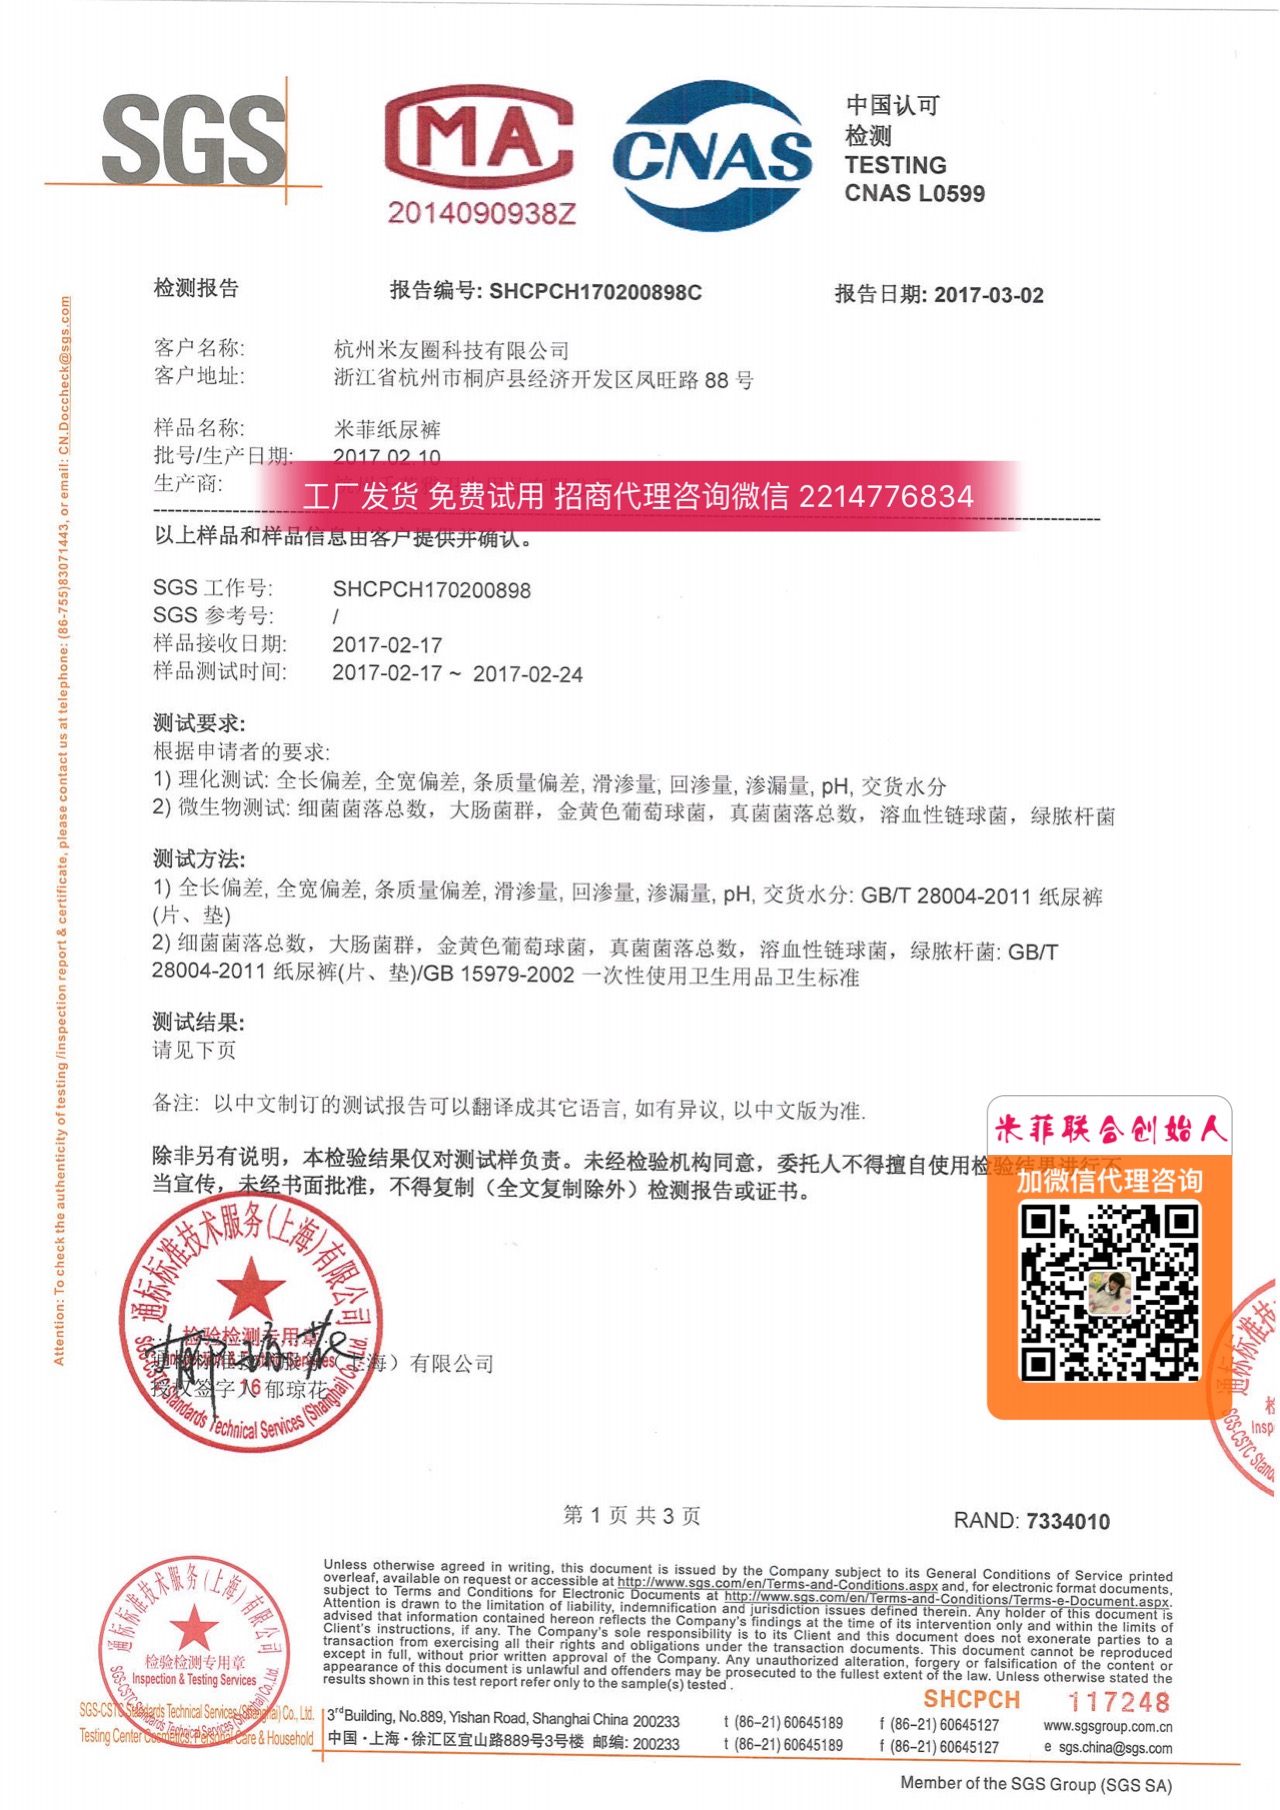 SGS
MA
2014090938Z
CNAS
中国认可
检测
TESTING
CNAS L0599
检测报告 报告编号: SHCPCH170200898C 报告日期: 2017-03-02
客户名称: 杭州米友圈科技有限公司
客户地址: 浙江省杭州市桐庐县经济开发区凤旺路 88 号
样品名称: 米菲纸尿裤
批号/生产日期: 2017.02.10
生产商:
工厂发货 免费试用 招商代理咨询微信 2214776834
以上样品和样品信息由客户提供并确认。
SGS 工作号: SHCPCH170200898
SGS 参考号: /
样品接收日期: 2017-02-17
样品测试时间: 2017-02-17 ~ 2017-02-24
测试要求:
根据申请者的要求:
1) 理化测试: 全长偏差, 全宽偏差, 条质量偏差, 滑渗量, 回渗量, 渗漏量, pH, 交货水分
2) 微生物测试: 细菌菌落总数，大肠菌群，金黄色葡萄球菌，真菌菌落总数，溶血性链球菌，绿脓杆菌
测试方法:
1) 全长偏差, 全宽偏差, 条质量偏差, 滑渗量, 回渗量, 渗漏量, pH, 交货水分: GB/T 28004-2011 纸尿裤
(片、垫)
2) 细菌菌落总数，大肠菌群，金黄色葡萄球菌，真菌菌落总数，溶血性链球菌，绿脓杆菌: GB/T
28004-2011 纸尿裤(片、垫)/GB 15979-2002 一次性使用卫生用品卫生标准
测试结果:
请见下页
备注: 以中文制订的测试报告可以翻译成其它语言, 如有异议, 以中文版为准.
除非另有说明，本检验结果仅对测试样负责。未经检验机构同意，委托人不得擅自使用检验结果进行不
当宣传，未经书面批准，不得复制（全文复制除外）检测报告或证书。
米菲联合创始人
加微信代理咨询
通标标准技术服务(上海)有限公司
检验检测专用章
Inspection & Testing Services
16
SGS-CSTC Standards Technical Services (Shanghai) Co., Ltd.
通标标准技术服务（上海）有限公司
授权签字人 郁琼花
通标标准技
检
Insp
SGS-CSTC Standa
第 1 页 共 3 页
RAND: 7334010
Attention: To check the authenticity of testing /inspection report & certificate, please contact us at telephone: (86-755)83071443, or email: CN.Doccheck@sgs.com
通标标准技术服务(上海)有限公司
检验检测专用章
Inspection & Testing Services
SGS-CSTC Standards Technical Services (Shanghai) Co., Ltd.
Unless otherwise agreed in writing, this document is issued by the Company subject to its General Conditions of Service printed
overleaf, available on request or accessible at http://www.sgs.com/en/Terms-and-Conditions.aspx and, for electronic format documents,
subject to Terms and Conditions for Electronic Documents at http://www.sgs.com/en/Terms-and-Conditions/Terms-e-Document.aspx.
Attention is drawn to the limitation of liability, indemnification and jurisdiction issues defined therein. Any holder of this document is
advised that information contained hereon reflects the Company's findings at the time of its intervention only and within the limits of
Client's instructions, if any. The Company's sole responsibility is to its Client and this document does not exonerate parties to a
transaction from exercising all their rights and obligations under the transaction documents. This document cannot be reproduced
except in full, without prior written approval of the Company. Any unauthorized alteration, forgery or falsification of the content or
appearance of this document is unlawful and offenders may be prosecuted to the fullest extent of the law. Unless otherwise stated the
results shown in this test report refer only to the sample(s) tested .
SHCPCH 117248
SGS-CSTC Standards Technical Services (Shanghai) Co., Ltd.
Testing Center Cosmetics. Personal Care & Household
3rd Building, No.889, Yishan Road, Shanghai China 200233 t (86-21) 60645189 f (86-21) 60645127 www.sgsgroup.com.cn
中国·上海·徐汇区宜山路889号3号楼 邮编: 200233 t (86-21) 60645189 f (86-21) 60645127 e sgs.china@sgs.com
Member of the SGS Group (SGS SA)